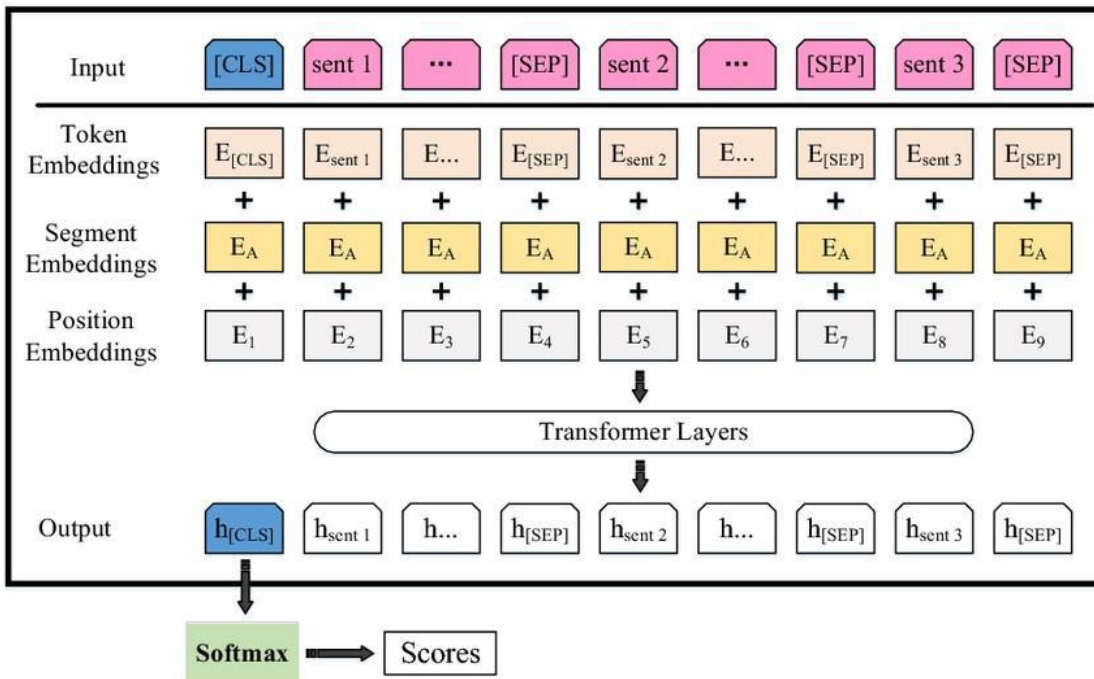 Input [CLS] sent 1 ... [SEP] sent 2 ... [SEP] sent 3 [SEP]
Token
Embeddings
E[CLS] Esent 1 E... E[SEP] Esent 2 E... E[SEP] Esent 3 E[SEP]
+ + + + + + + + +
Segment
Embeddings
EA EA EA EA EA EA EA EA EA
+ + + + + + + + +
Position
Embeddings
E1 E2 E3 E4 E5 E6 E7 E8 E9
Transformer Layers
Output h[CLS] hsent 1 h... h[SEP] hsent 2 h... h[SEP] hsent 3 h[SEP]
Softmax Scores